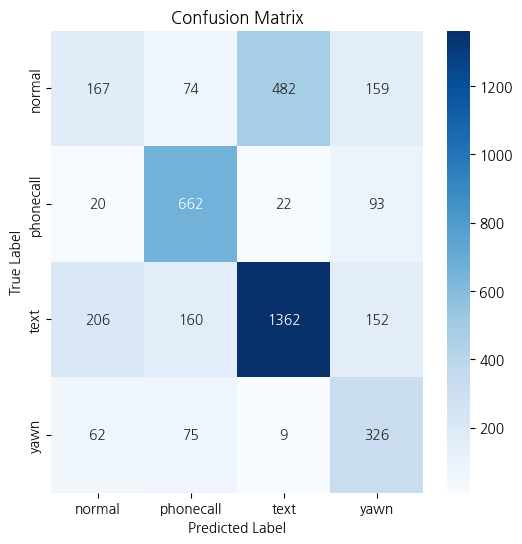 Confusion Matrix
normal 167 74 482 159
phonecall 20 662 22 93
text 206 160 1362 152
yawn 62 75 9 326
normal phonecall text yawn
Predicted Label
True Label
1200
1000
800
600
400
200